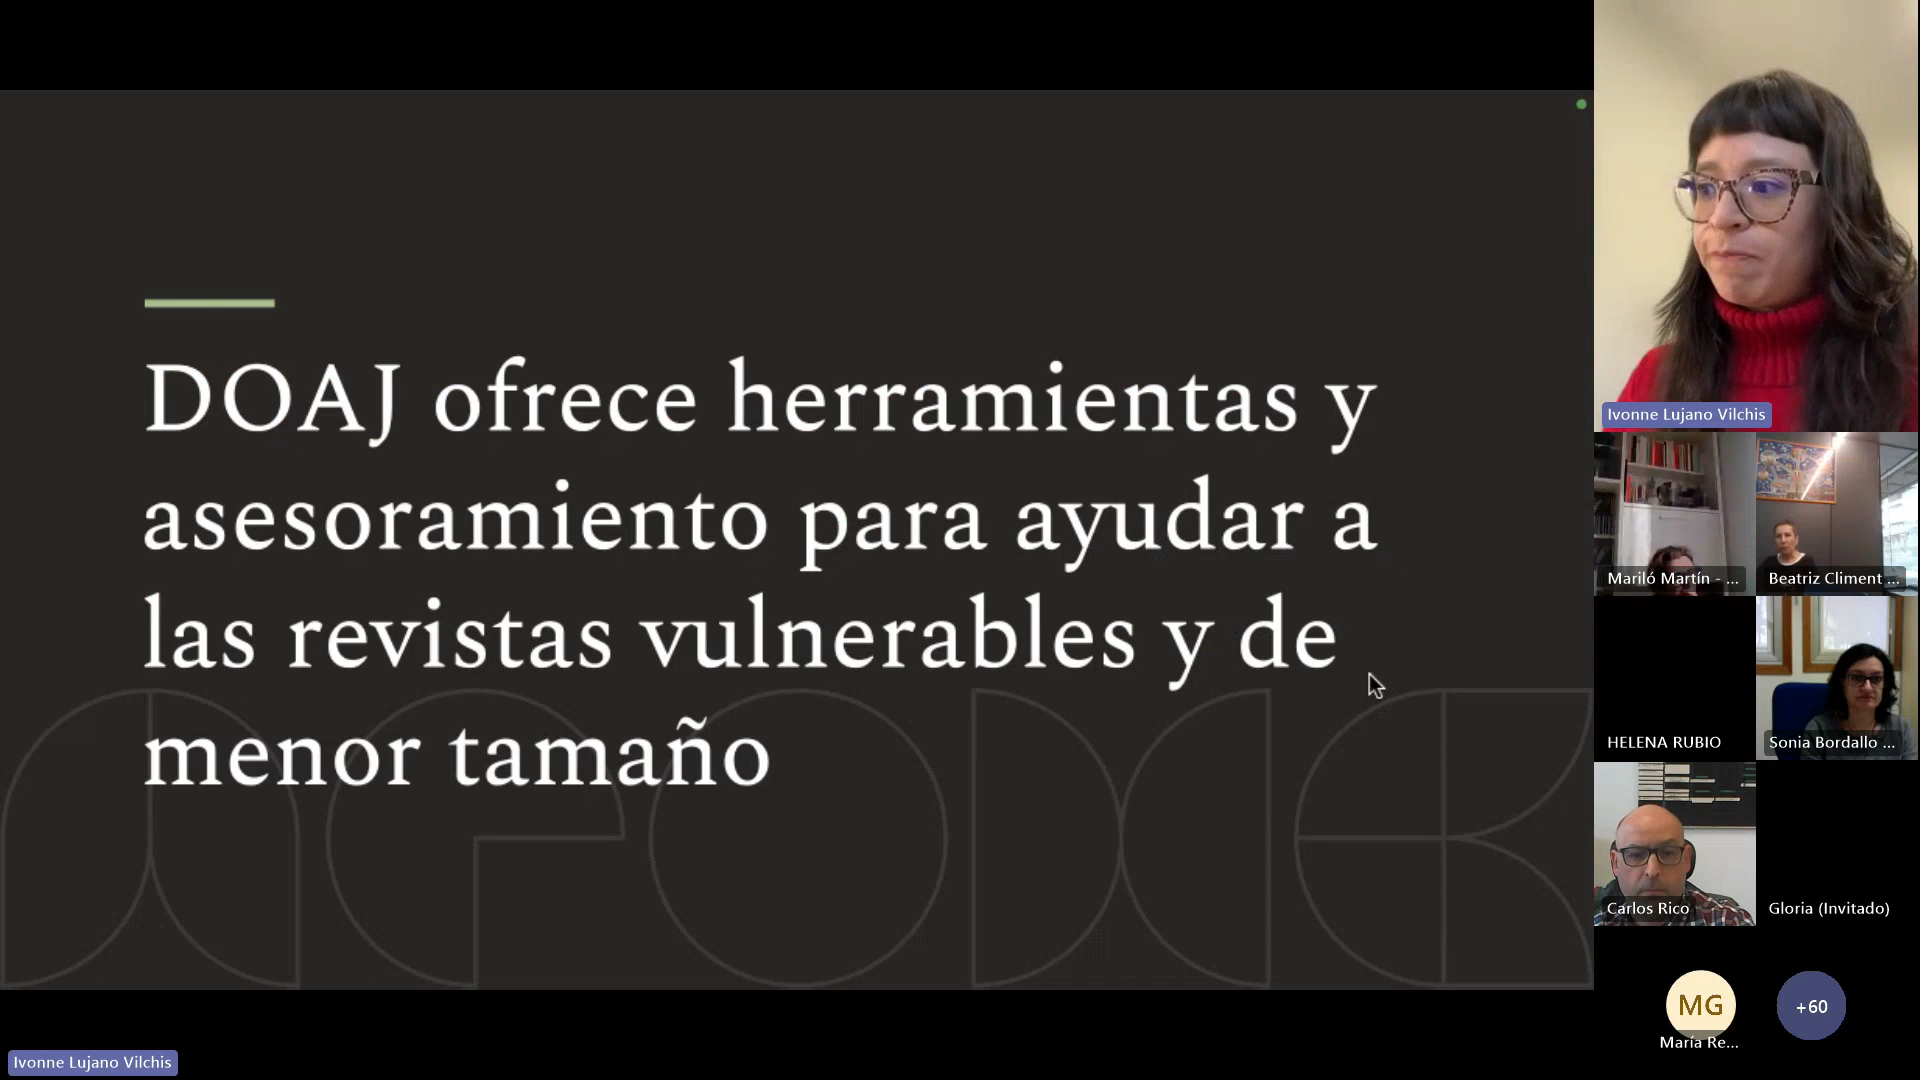 DOAJ ofrece herramientas y
asesoramiento para ayudar a
las revistas vulnerables y de
menor tamaño
Ivonne Lujano Vilchis
Mariló Martín - ...
Beatriz Climent ...
HELENA RUBIO
Sonia Bordallo ...
Carlos Rico
Gloria (Invitado)
MG
María Re...
+60
Ivonne Lujano Vilchis